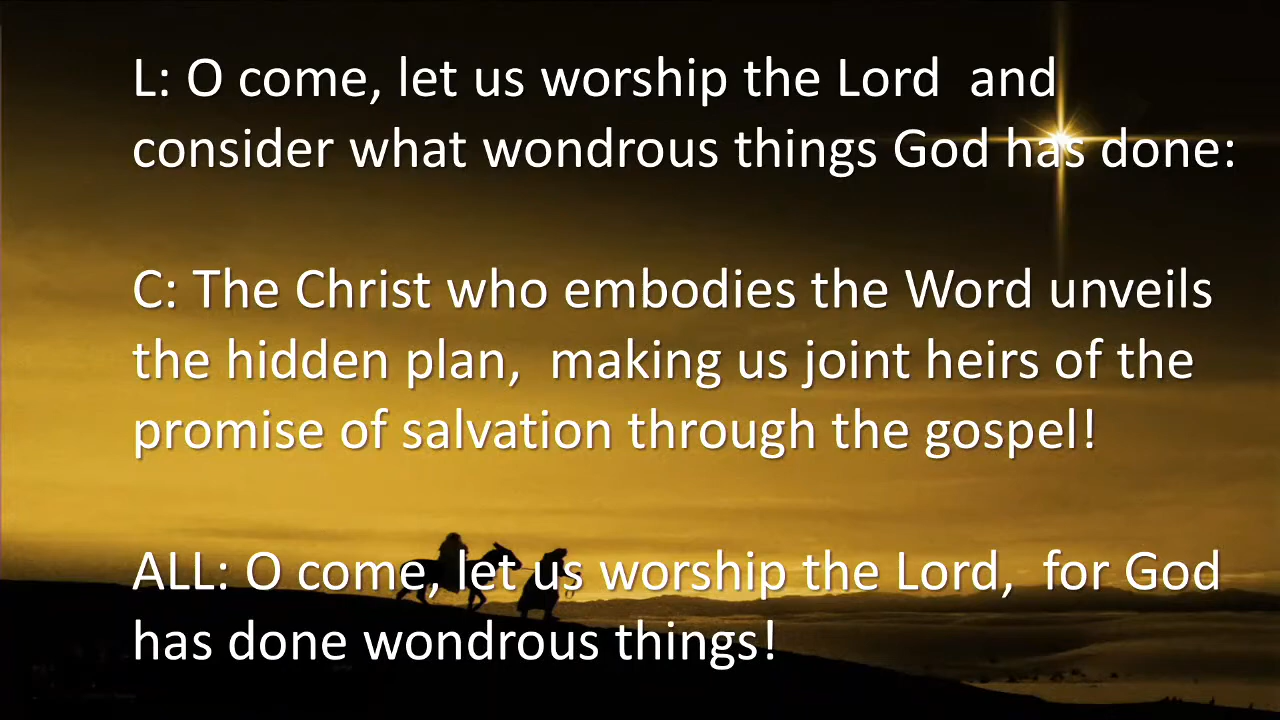 L: O come, let us worship the Lord  and
consider what wondrous things God has done:
C: The Christ who embodies the Word unveils
the hidden plan,  making us joint heirs of the
promise of salvation through the gospel!
ALL: O come, let us worship the Lord,  for God
has done wondrous things!